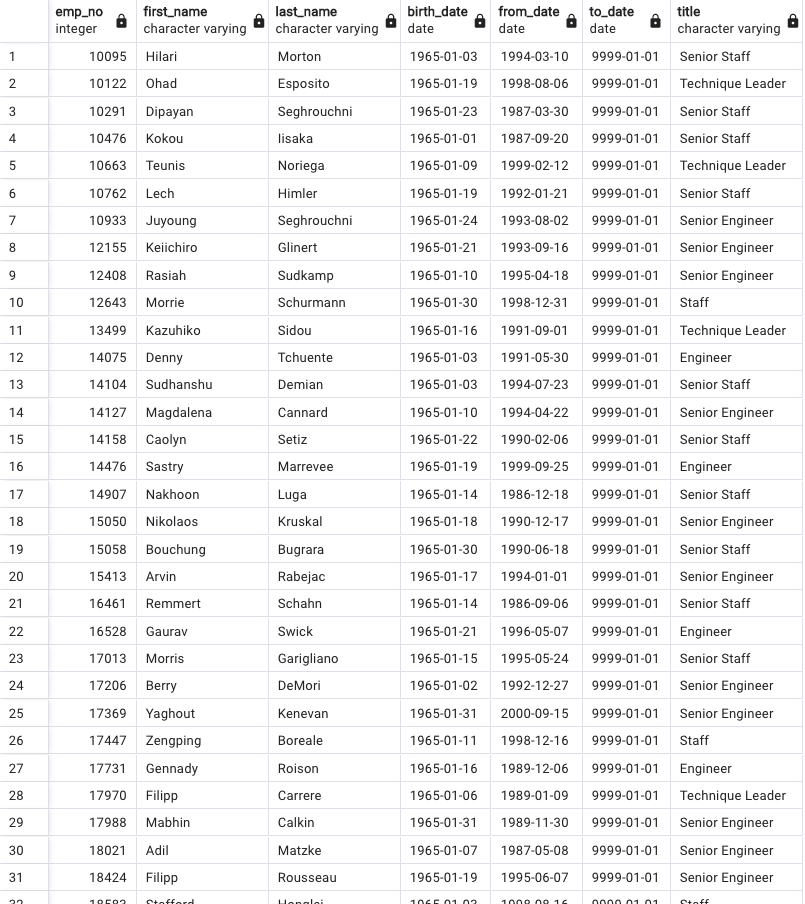 emp_no first_name last_name birth_date from_date to_date title
integer character varying character varying date date date character varying
1 10095 Hilari Morton 1965-01-03 1994-03-10 9999-01-01 Senior Staff
2 10122 Ohad Esposito 1965-01-19 1998-08-06 9999-01-01 Technique Leader
3 10291 Dipayan Seghrouchni 1965-01-23 1987-03-30 9999-01-01 Senior Staff
4 10476 Kokou Iisaka 1965-01-01 1987-09-20 9999-01-01 Senior Staff
5 10663 Teunis Noriega 1965-01-09 1999-02-12 9999-01-01 Technique Leader
6 10762 Lech Himler 1965-01-19 1992-01-21 9999-01-01 Senior Staff
7 10933 Juyoung Seghrouchni 1965-01-24 1993-08-02 9999-01-01 Senior Engineer
8 12155 Keiichiro Glinert 1965-01-21 1993-09-16 9999-01-01 Senior Engineer
9 12408 Rasiah Sudkamp 1965-01-10 1995-04-18 9999-01-01 Senior Engineer
10 12643 Morrie Schurmann 1965-01-30 1998-12-31 9999-01-01 Staff
11 13499 Kazuhiko Sidou 1965-01-16 1991-09-01 9999-01-01 Technique Leader
12 14075 Denny Tchuente 1965-01-03 1991-05-30 9999-01-01 Engineer
13 14104 Sudhanshu Demian 1965-01-03 1994-07-23 9999-01-01 Senior Staff
14 14127 Magdalena Cannard 1965-01-10 1994-04-22 9999-01-01 Senior Engineer
15 14158 Caolyn Setiz 1965-01-22 1990-02-06 9999-01-01 Senior Staff
16 14476 Sastry Marrevee 1965-01-19 1999-09-25 9999-01-01 Engineer
17 14907 Nakhoon Luga 1965-01-14 1986-12-18 9999-01-01 Senior Staff
18 15050 Nikolaos Kruskal 1965-01-18 1990-12-17 9999-01-01 Senior Engineer
19 15058 Bouchung Bugrara 1965-01-30 1990-06-18 9999-01-01 Senior Staff
20 15413 Arvin Rabejac 1965-01-17 1994-01-01 9999-01-01 Senior Engineer
21 16461 Remmert Schahn 1965-01-14 1986-09-06 9999-01-01 Senior Staff
22 16528 Gaurav Swick 1965-01-21 1996-05-07 9999-01-01 Engineer
23 17013 Morris Garigliano 1965-01-15 1995-05-24 9999-01-01 Senior Staff
24 17206 Berry DeMori 1965-01-02 1992-12-27 9999-01-01 Senior Engineer
25 17369 Yaghout Kenevan 1965-01-31 2000-09-15 9999-01-01 Senior Engineer
26 17447 Zengping Boreale 1965-01-11 1998-12-16 9999-01-01 Staff
27 17731 Gennady Roison 1965-01-16 1989-12-06 9999-01-01 Engineer
28 17970 Filipp Carrere 1965-01-06 1989-01-09 9999-01-01 Technique Leader
29 17988 Mabhin Calkin 1965-01-31 1989-11-30 9999-01-01 Senior Engineer
30 18021 Adil Matzke 1965-01-07 1987-05-08 9999-01-01 Senior Engineer
31 18424 Filipp Rousseau 1965-01-19 1995-06-07 9999-01-01 Senior Engineer